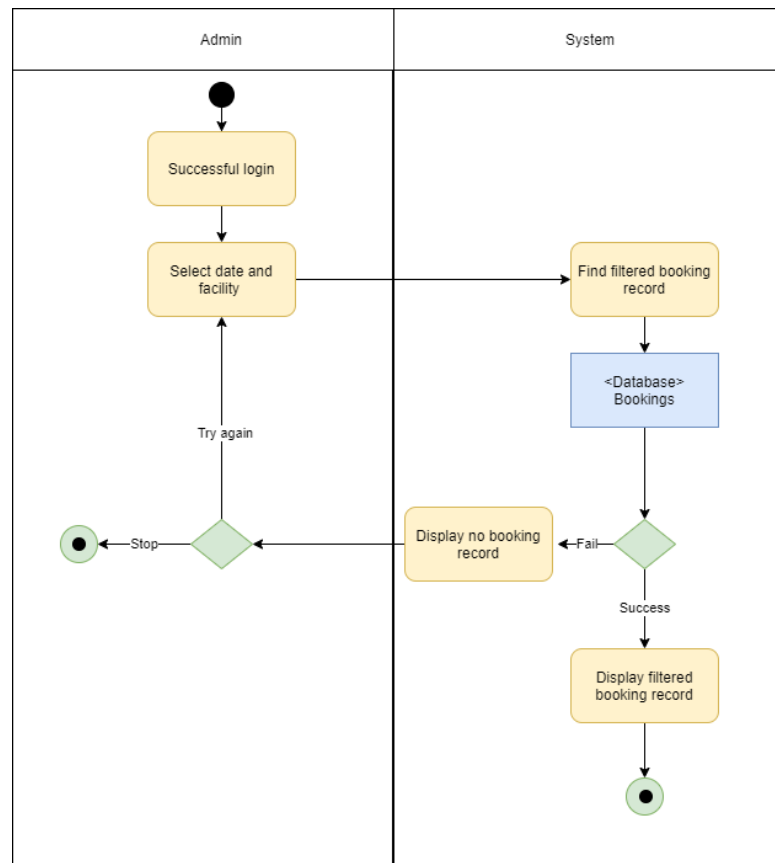 Admin
System
Successful login
Select date and
facility
Find filtered booking
record
<Database>
Bookings
Try again
Stop
Display no booking
record
Fail
Success
Display filtered
booking record